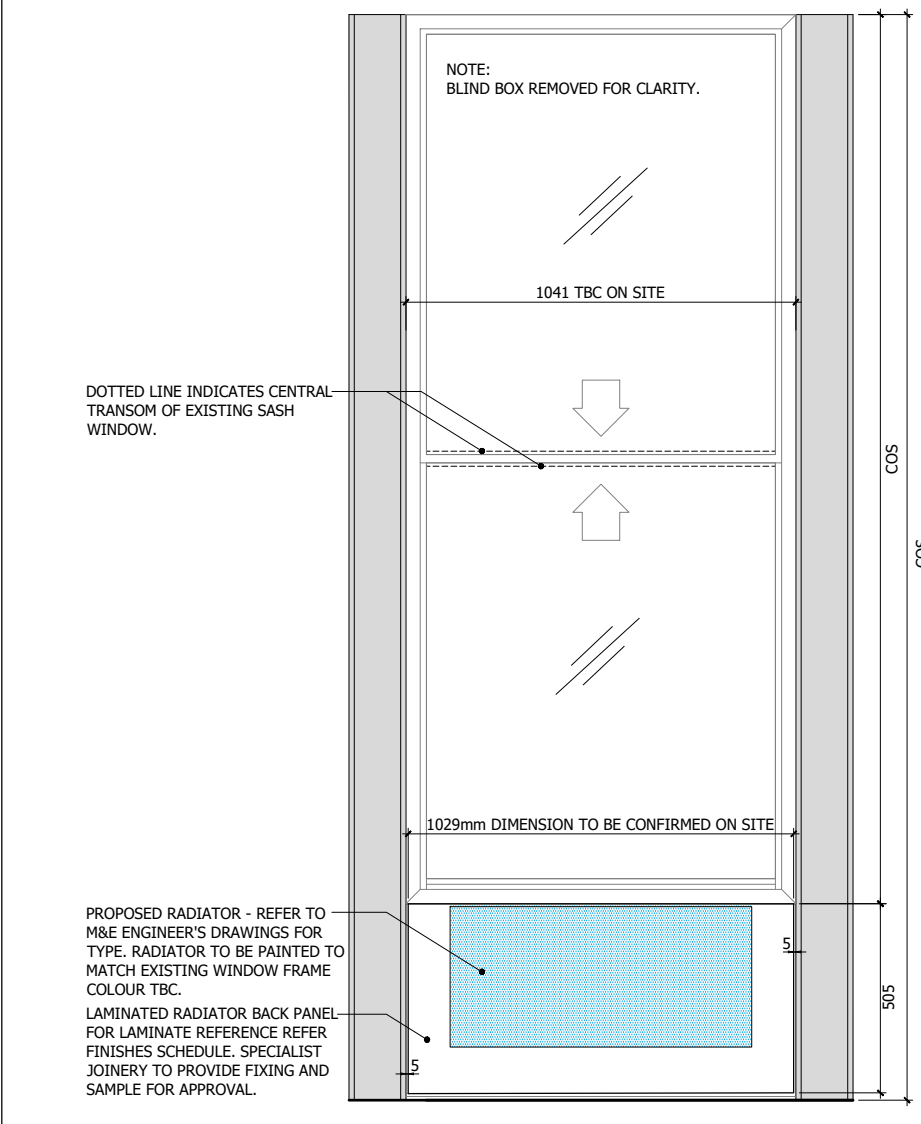 NOTE:
BLIND BOX REMOVED FOR CLARITY.
1041 TBC ON SITE
DOTTED LINE INDICATES CENTRAL
TRANSOM OF EXISTING SASH
WINDOW.
COS
COS
1029mm DIMENSION TO BE CONFIRMED ON SITE
PROPOSED RADIATOR - REFER TO
M&E ENGINEER'S DRAWINGS FOR
TYPE. RADIATOR TO BE PAINTED TO
MATCH EXISTING WINDOW FRAME
COLOUR TBC.
5
505
LAMINATED RADIATOR BACK PANEL
FOR LAMINATE REFERENCE REFER
FINISHES SCHEDULE. SPECIALIST
JOINERY TO PROVIDE FIXING AND
SAMPLE FOR APPROVAL.
5